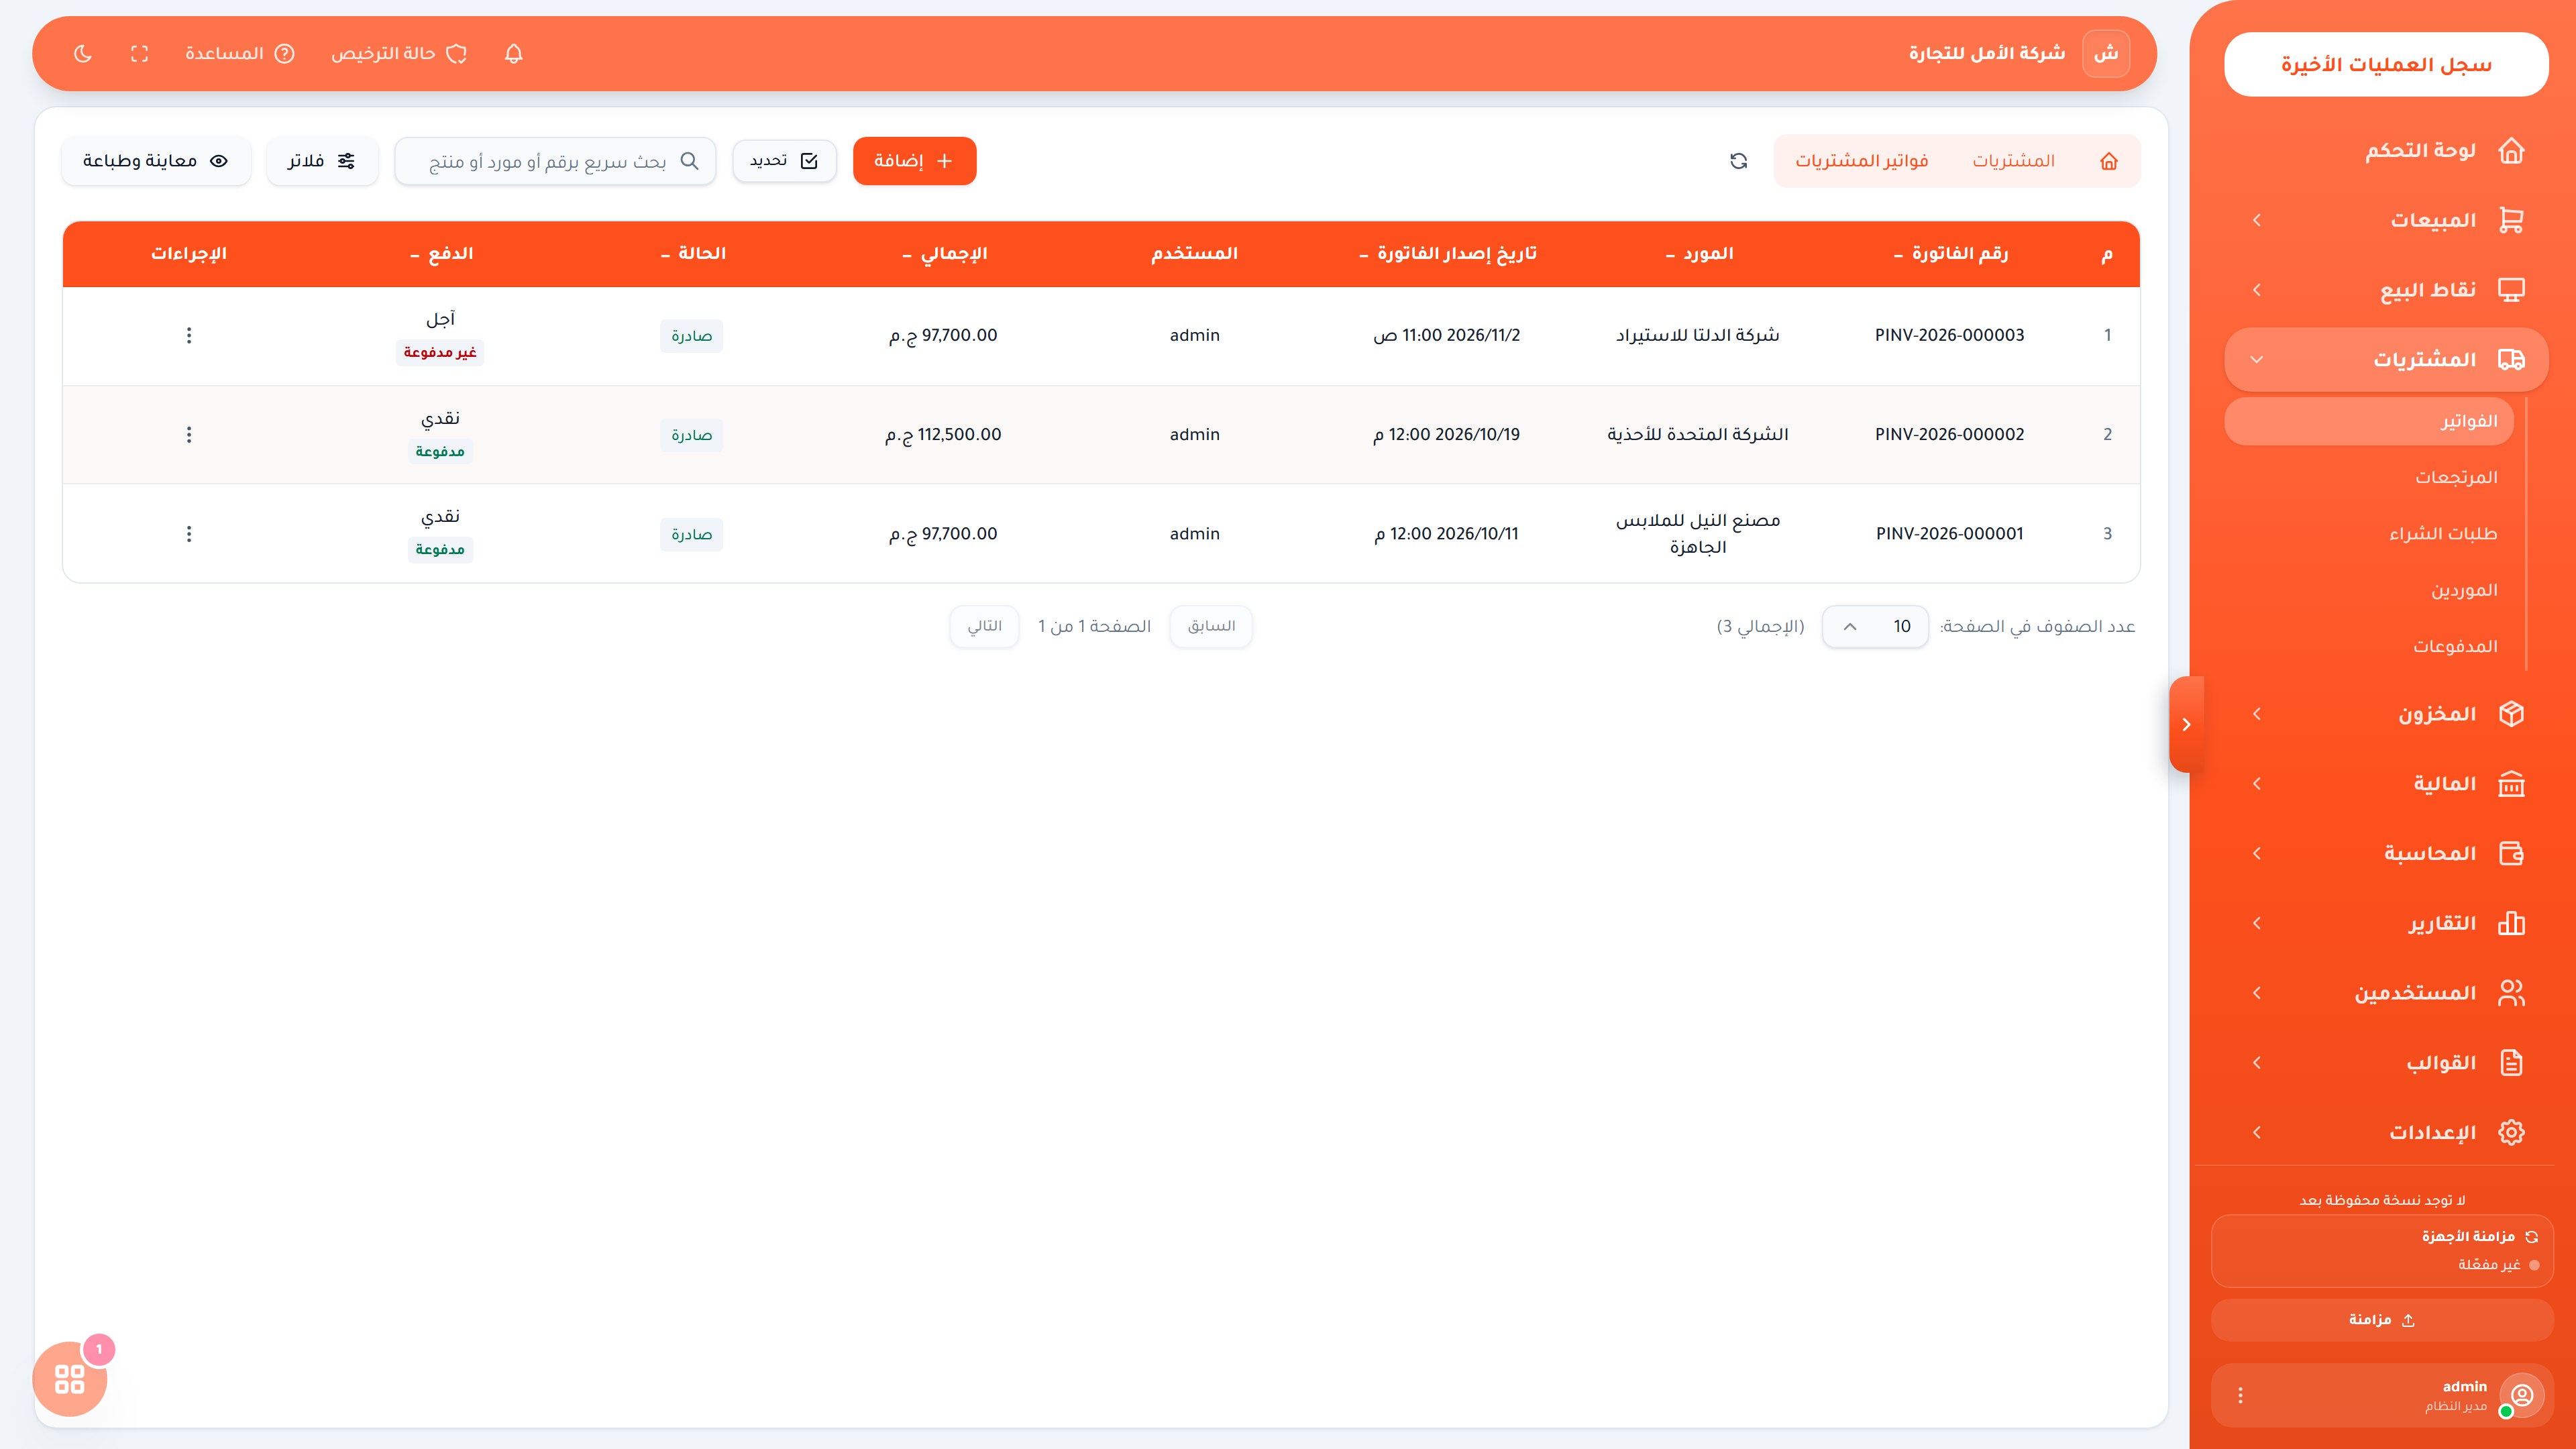 سجل العمليات الأخيرة
لوحة التحكم
المبيعات
نقاط البيع
المشتريات
الفواتير
المرتجعات
طلبات الشراء
الموردين
المدفوعات
المخزون
المالية
المحاسبة
التقارير
المستخدمين
القوالب
الإعدادات
لا توجد نسخة محفوظة بعد
مزامنة الأجهزة
غير مفعّلة
مزامنة
admin
مدير النظام
ش شركة الأمل للتجارة
حالة الترخيص
المساعدة
المشتريات فواتير المشتريات
إضافة
تحديد
بحث سريع برقم أو مورد أو منتج
فلاتر
معاينة وطباعة
م رقم الفاتورة – المورد – تاريخ إصدار الفاتورة – المستخدم الإجمالي – الحالة – الدفع – الإجراءات
1 PINV-2026-000003 شركة الدلتا للاستيراد 2026/11/2 11:00 ص admin 97,700.00 ج.م صادرة آجل
غير مدفوعة
2 PINV-2026-000002 الشركة المتحدة للأحذية 2026/10/19 12:00 م admin 112,500.00 ج.م صادرة نقدي
مدفوعة
3 PINV-2026-000001 مصنع النيل للملابس الجاهزة 2026/10/11 12:00 م admin 97,700.00 ج.م صادرة نقدي
مدفوعة
عدد الصفوف في الصفحة: 10 (الإجمالي 3)
السابق الصفحة 1 من 1 التالي
1